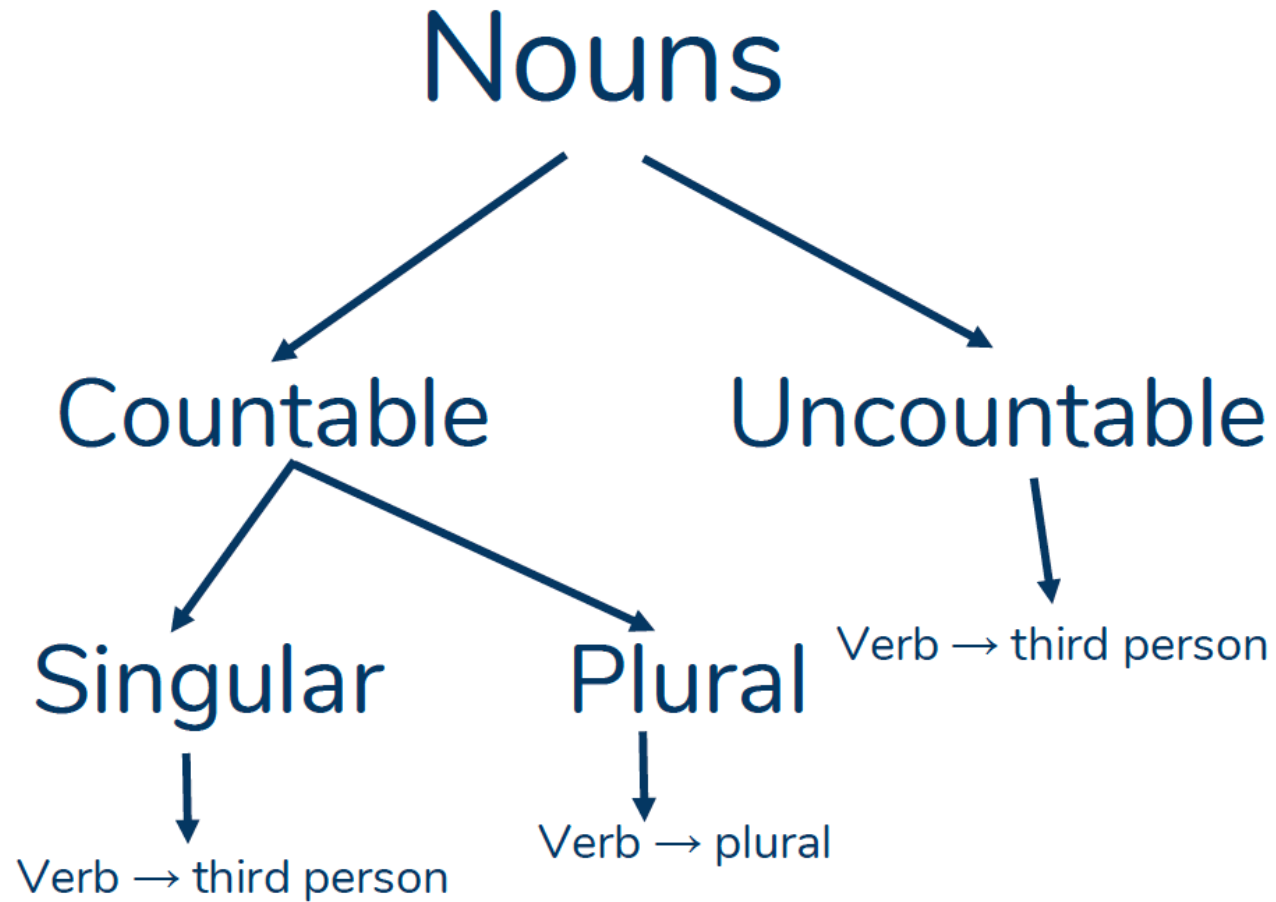 Nouns
Countable
Uncountable
Singular
Plural
Verb → third person
Verb → plural
Verb → third person